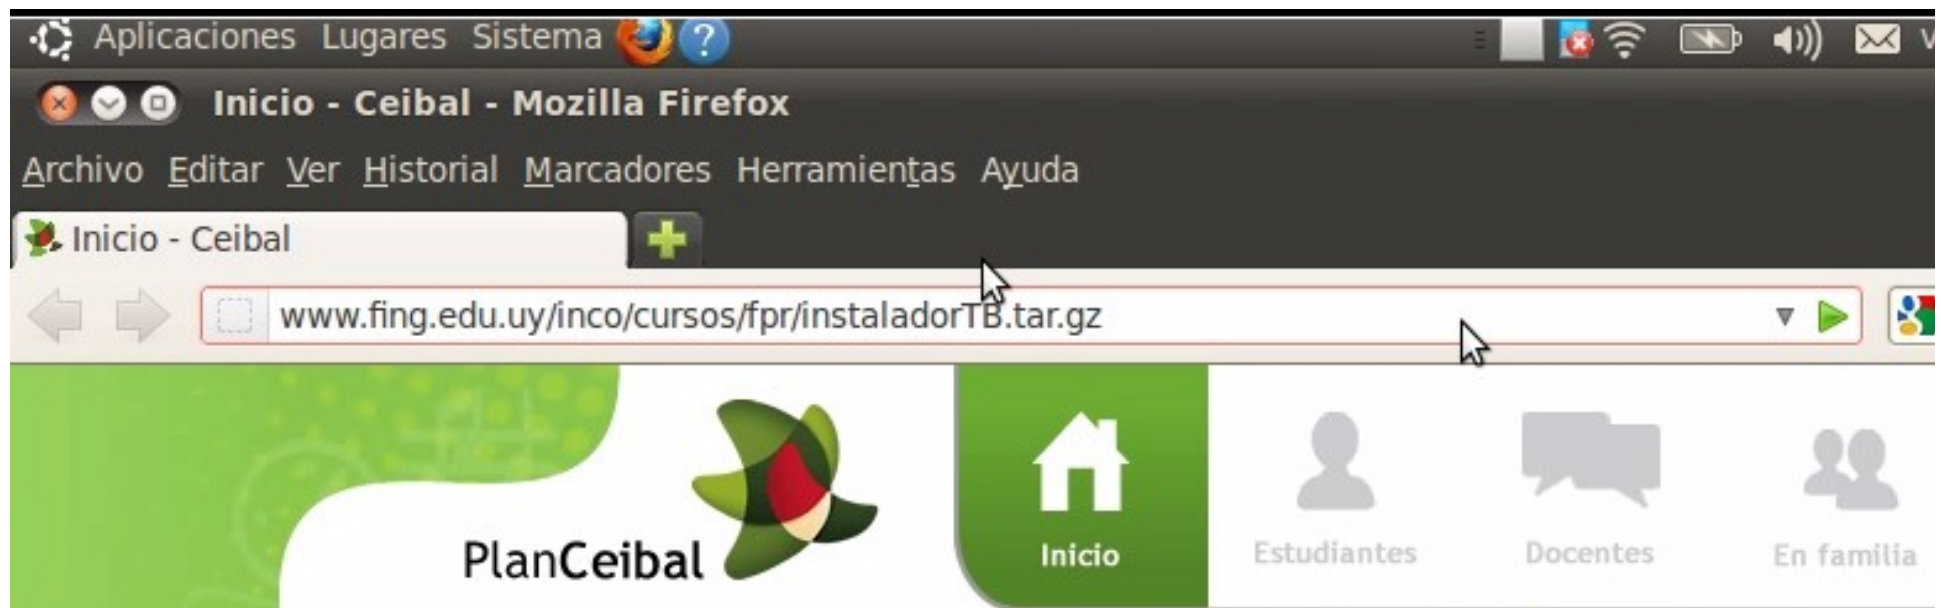 Aplicaciones Lugares Sistema ?
Inicio - Ceibal - Mozilla Firefox
Archivo Editar Ver Historial Marcadores Herramientas Ayuda
Inicio - Ceibal
www.fing.edu.uy/inco/cursos/fpr/instaladorTB.tar.gz
PlanCeibal
Inicio
Estudiantes
Docentes
En familia